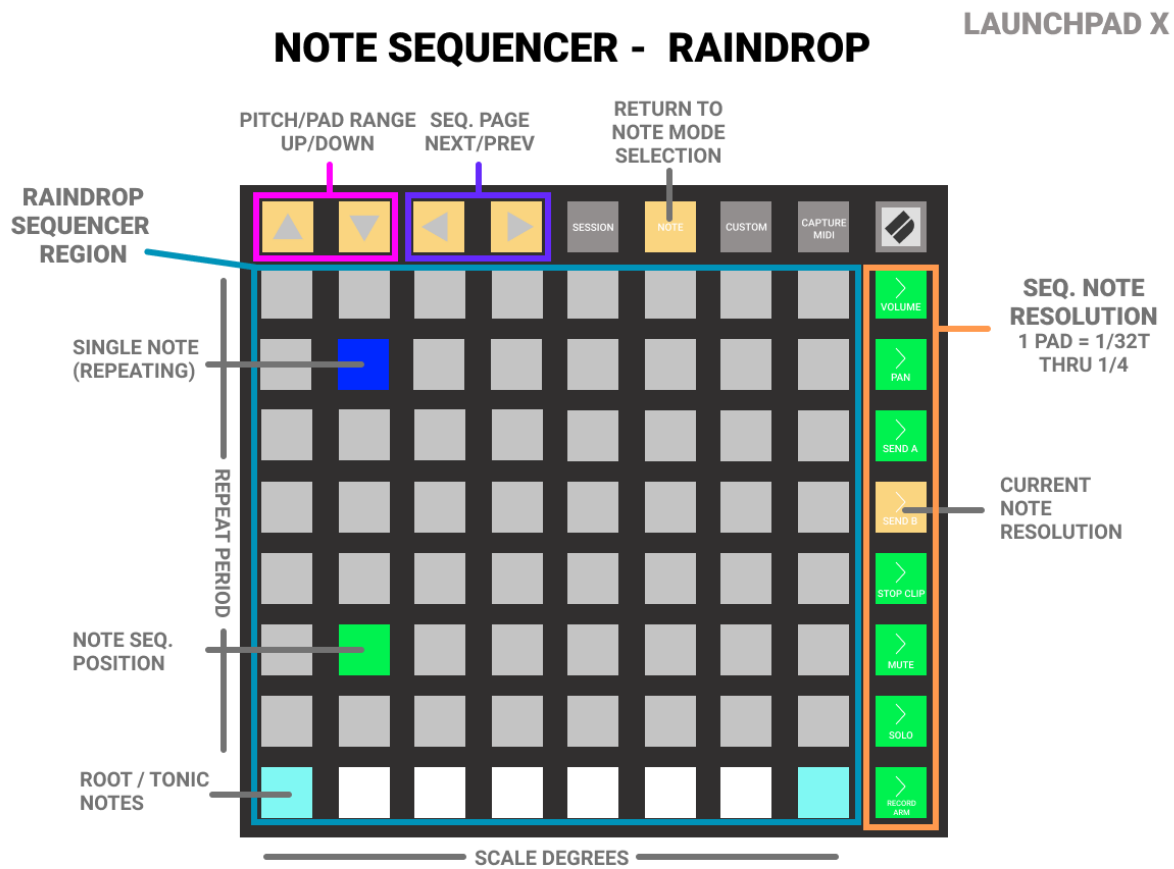 LAUNCHPAD X
NOTE SEQUENCER - RAINDROP
PITCH/PAD RANGE
UP/DOWN
SEQ. PAGE
NEXT/PREV
RETURN TO
NOTE MODE
SELECTION
RAINDROP
SEQUENCER
REGION
SESSION
NOTE
CUSTOM
CAPTURE
MIDI
VOLUME
SEQ. NOTE
RESOLUTION
1 PAD = 1/32T
THRU 1/4
SINGLE NOTE
(REPEATING)
PAN
SEND A
REPEAT PERIOD
SEND B
CURRENT
NOTE
RESOLUTION
STOP CLIP
NOTE SEQ.
POSITION
MUTE
SOLO
ROOT / TONIC
NOTES
RECORD
ARM
SCALE DEGREES